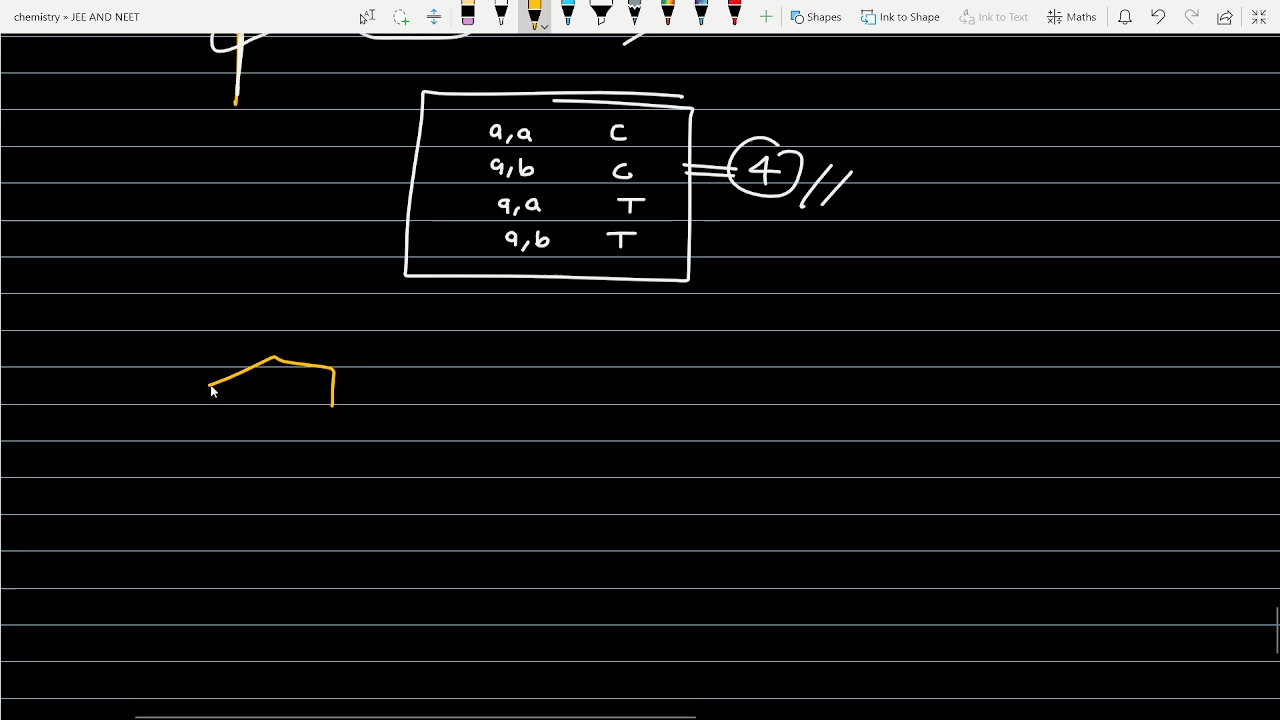 chemistry » JEE AND NEET
Shapes
Ink to Shape
Ink to Text
Maths
a,a C
a,b C
a,a T
a,b T
4